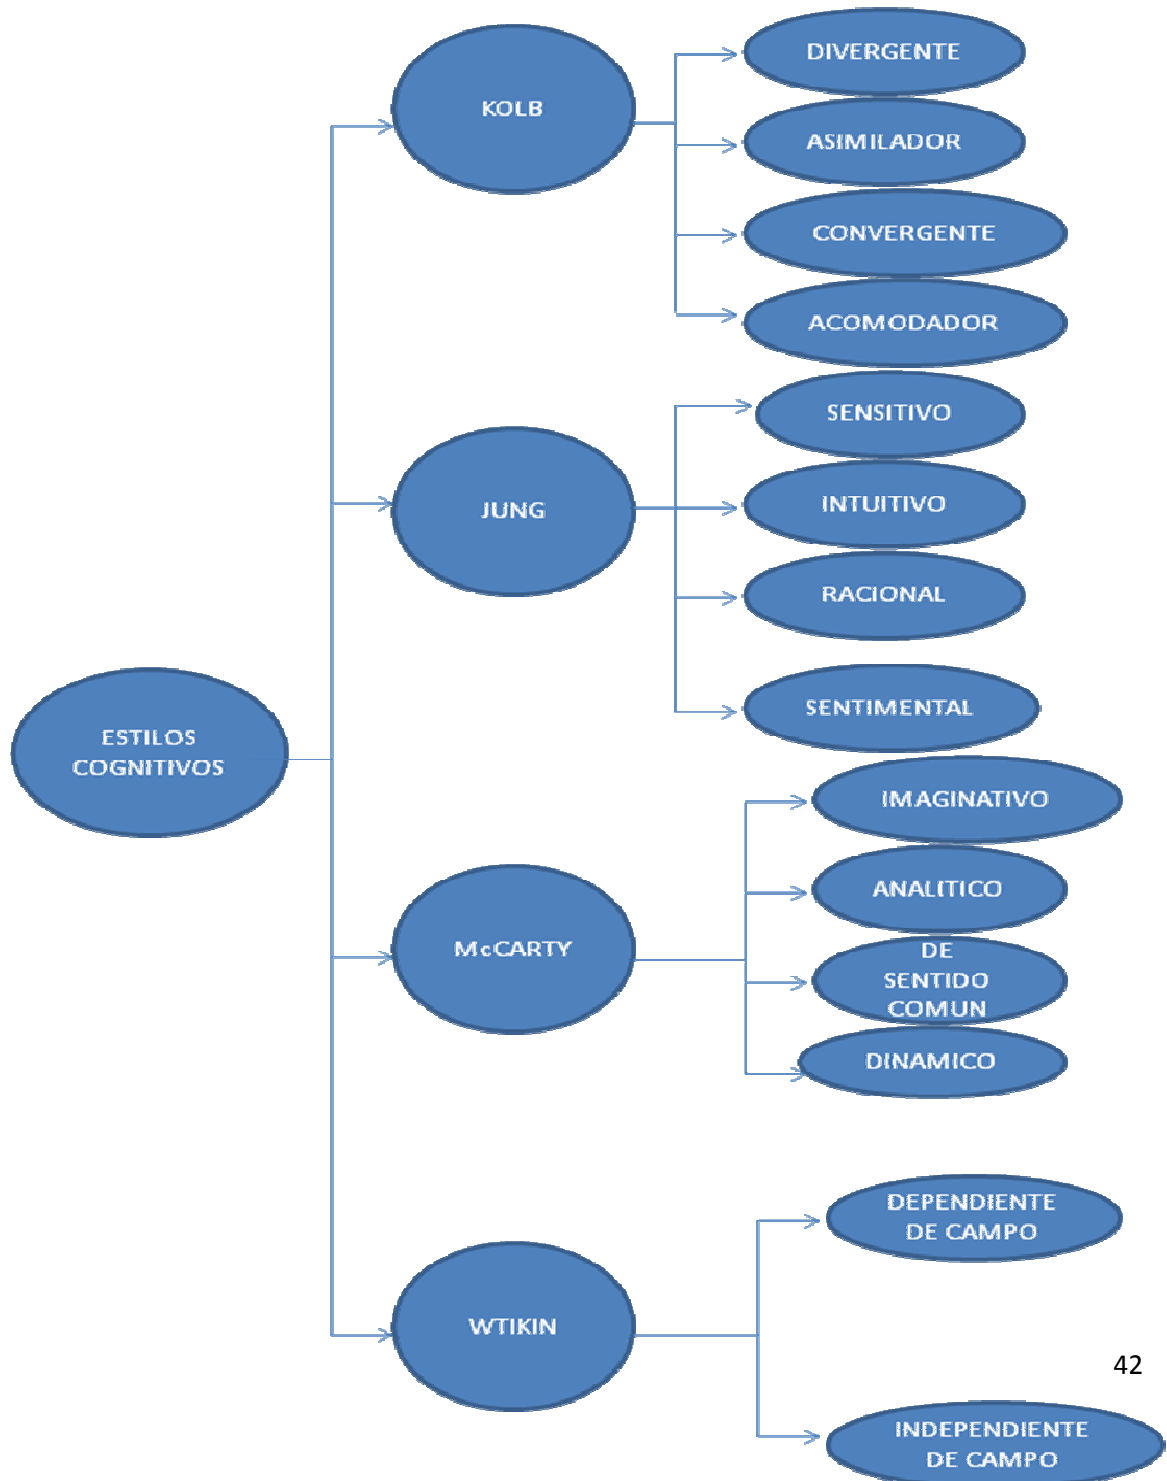 ESTILOS
COGNITIVOS
KOLB
DIVERGENTE
ASIMILADOR
CONVERGENTE
ACOMODADOR
JUNG
SENSITIVO
INTUITIVO
RACIONAL
SENTIMENTAL
McCARTY
IMAGINATIVO
ANALITICO
DE
SENTIDO
COMUN
DINAMICO
WTIKIN
DEPENDIENTE
DE CAMPO
INDEPENDIENTE
DE CAMPO
42